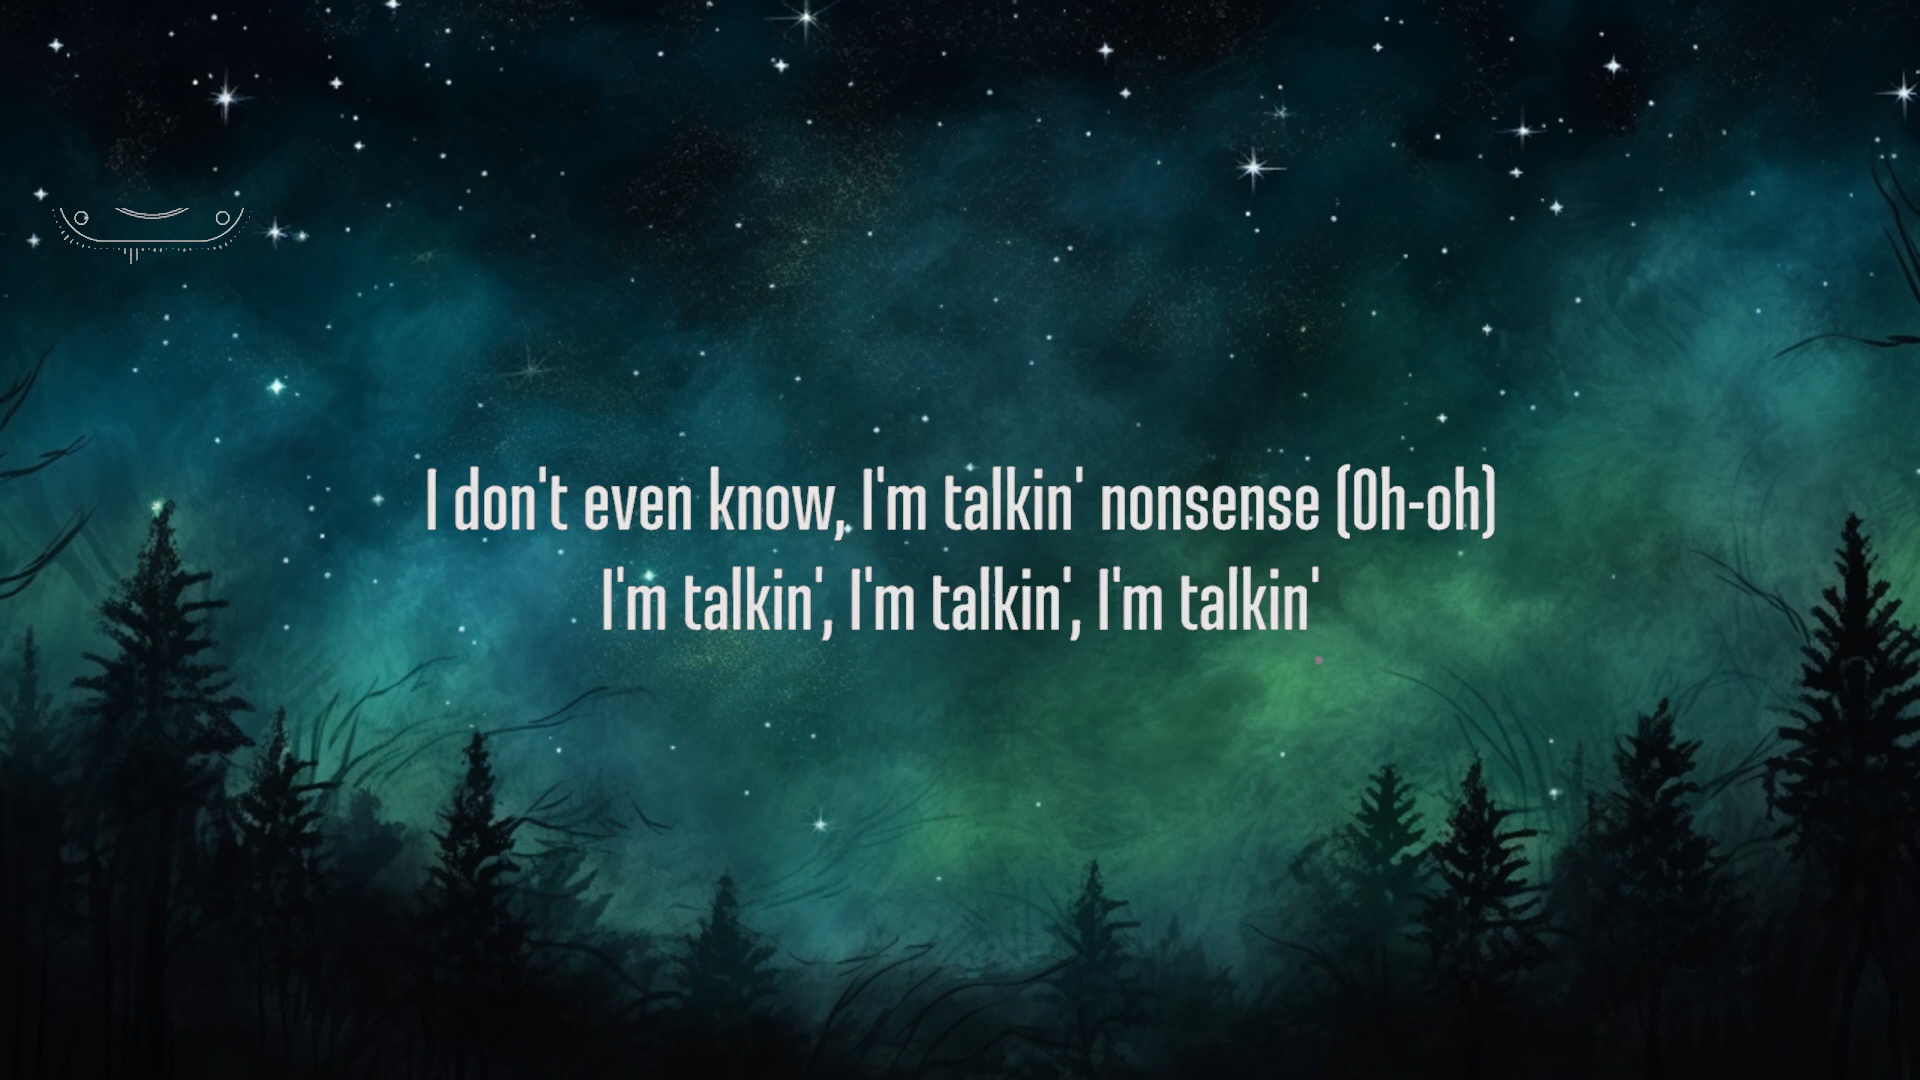 I don't even know, I'm talkin' nonsense (Oh-oh)
I'm talkin', I'm talkin', I'm talkin'